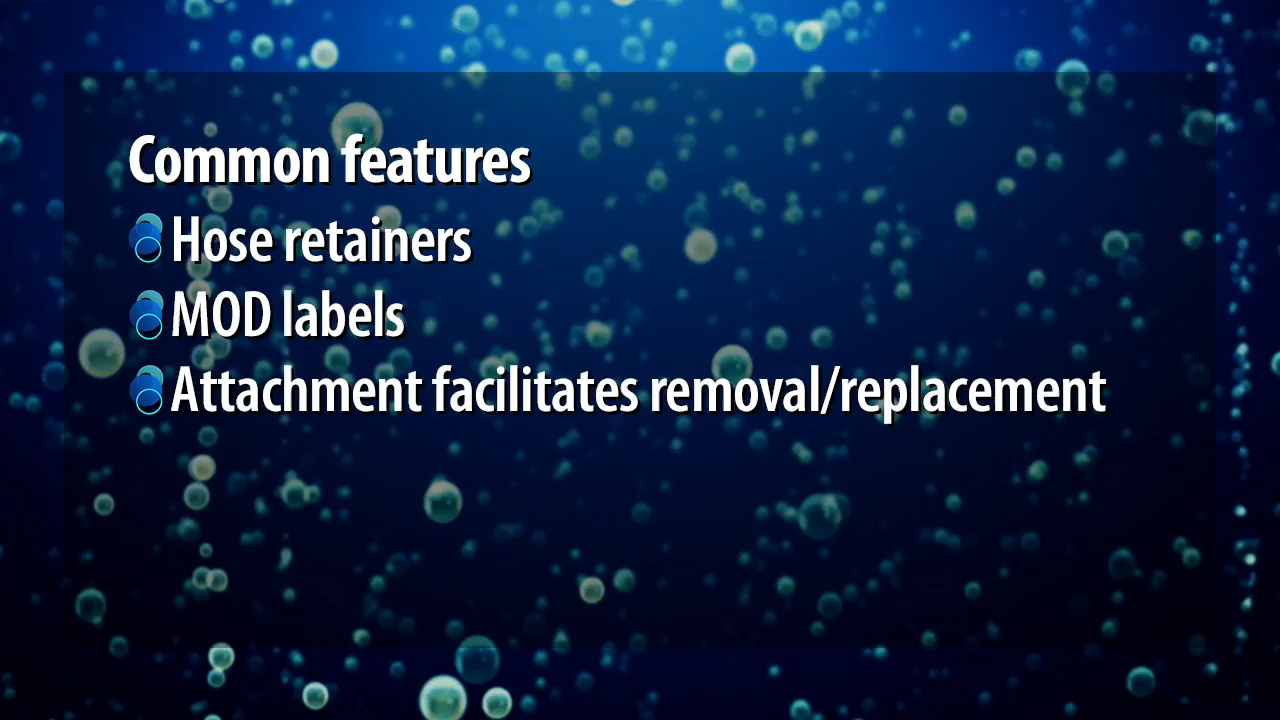 Common features
Hose retainers
MOD labels
Attachment facilitates removal/replacement